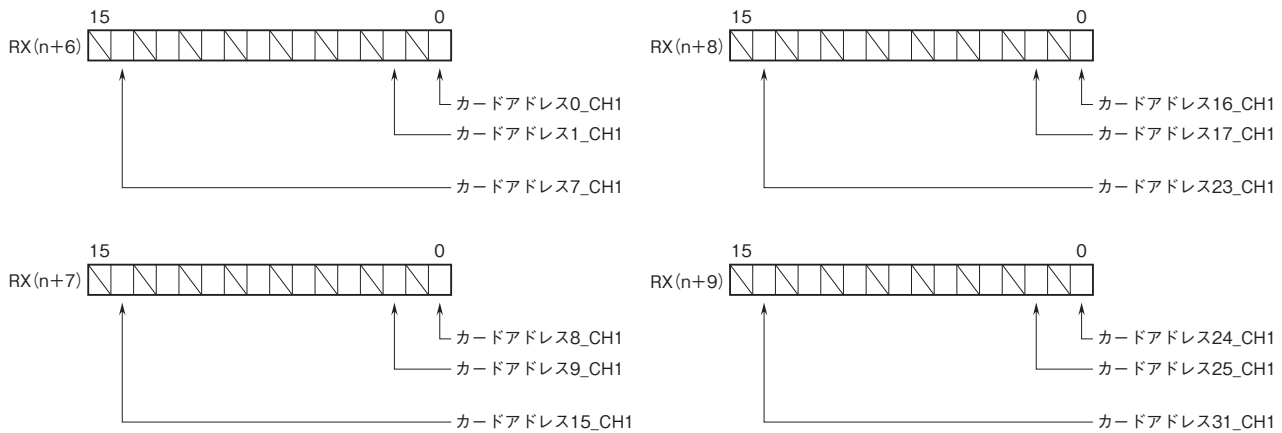 15 0
RX(n+6)
カードアドレス0_CH1
カードアドレス1_CH1
カードアドレス7_CH1
15 0
RX(n+8)
カードアドレス16_CH1
カードアドレス17_CH1
カードアドレス23_CH1
15 0
RX(n+7)
カードアドレス8_CH1
カードアドレス9_CH1
カードアドレス15_CH1
15 0
RX(n+9)
カードアドレス24_CH1
カードアドレス25_CH1
カードアドレス31_CH1